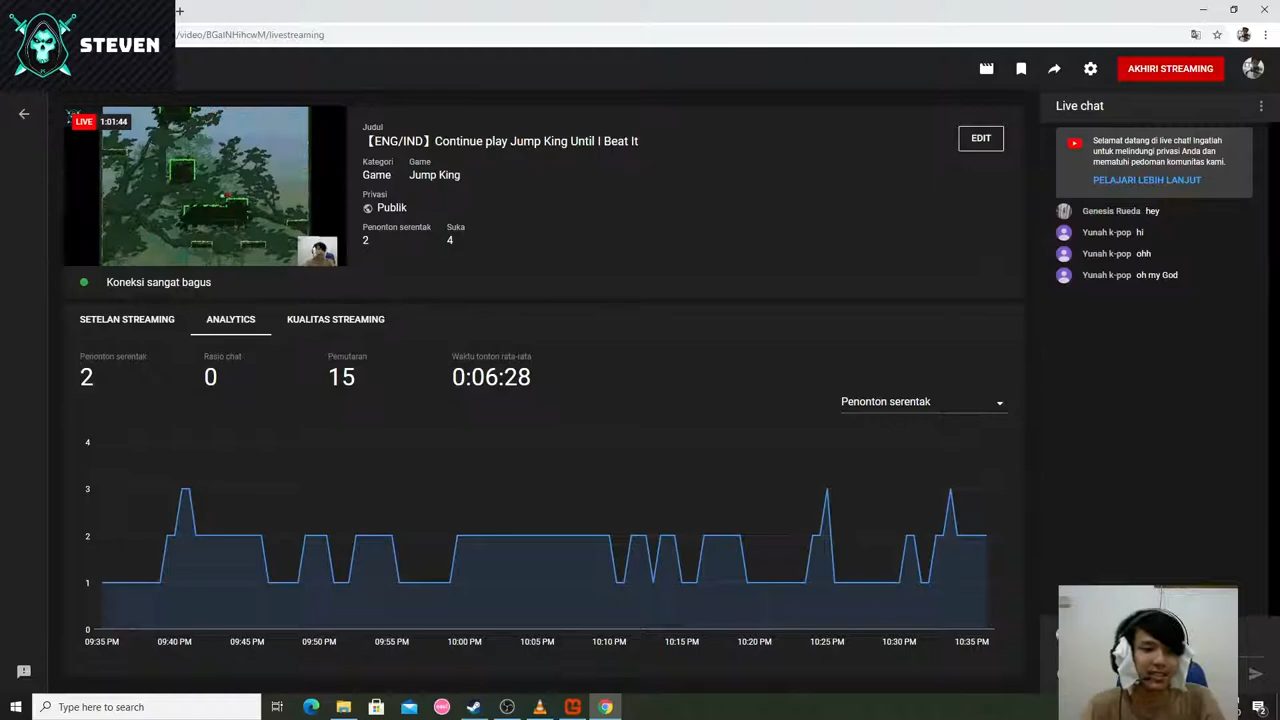 STEVEN
/video/BGaINHihcwM/livestreaming
AKHIRI STREAMING
LIVE 1:01:44
Judul
【ENG/IND】Continue play Jump King Until I Beat It
EDIT
Kategori Game
Game Jump King
Privasi
Publik
Penonton serentak Suka
2 4
Koneksi sangat bagus
SETELAN STREAMING ANALYTICS KUALITAS STREAMING
Penonton serentak Rasio chat Pemutaran Waktu tonton rata-rata
2 0 15 0:06:28
Penonton serentak
4
3
2
1
0
09:35 PM 09:40 PM 09:45 PM 09:50 PM 09:55 PM 10:00 PM 10:05 PM 10:10 PM 10:15 PM 10:20 PM 10:25 PM 10:30 PM 10:35 PM
Live chat
Selamat datang di live chat! Ingatlah
untuk melindungi privasi Anda dan
mematuhi pedoman komunitas kami.
PELAJARI LEBIH LANJUT
Genesis Rueda hey
Yunah k-pop hi
Yunah k-pop ohh
Yunah k-pop oh my God
Type here to search